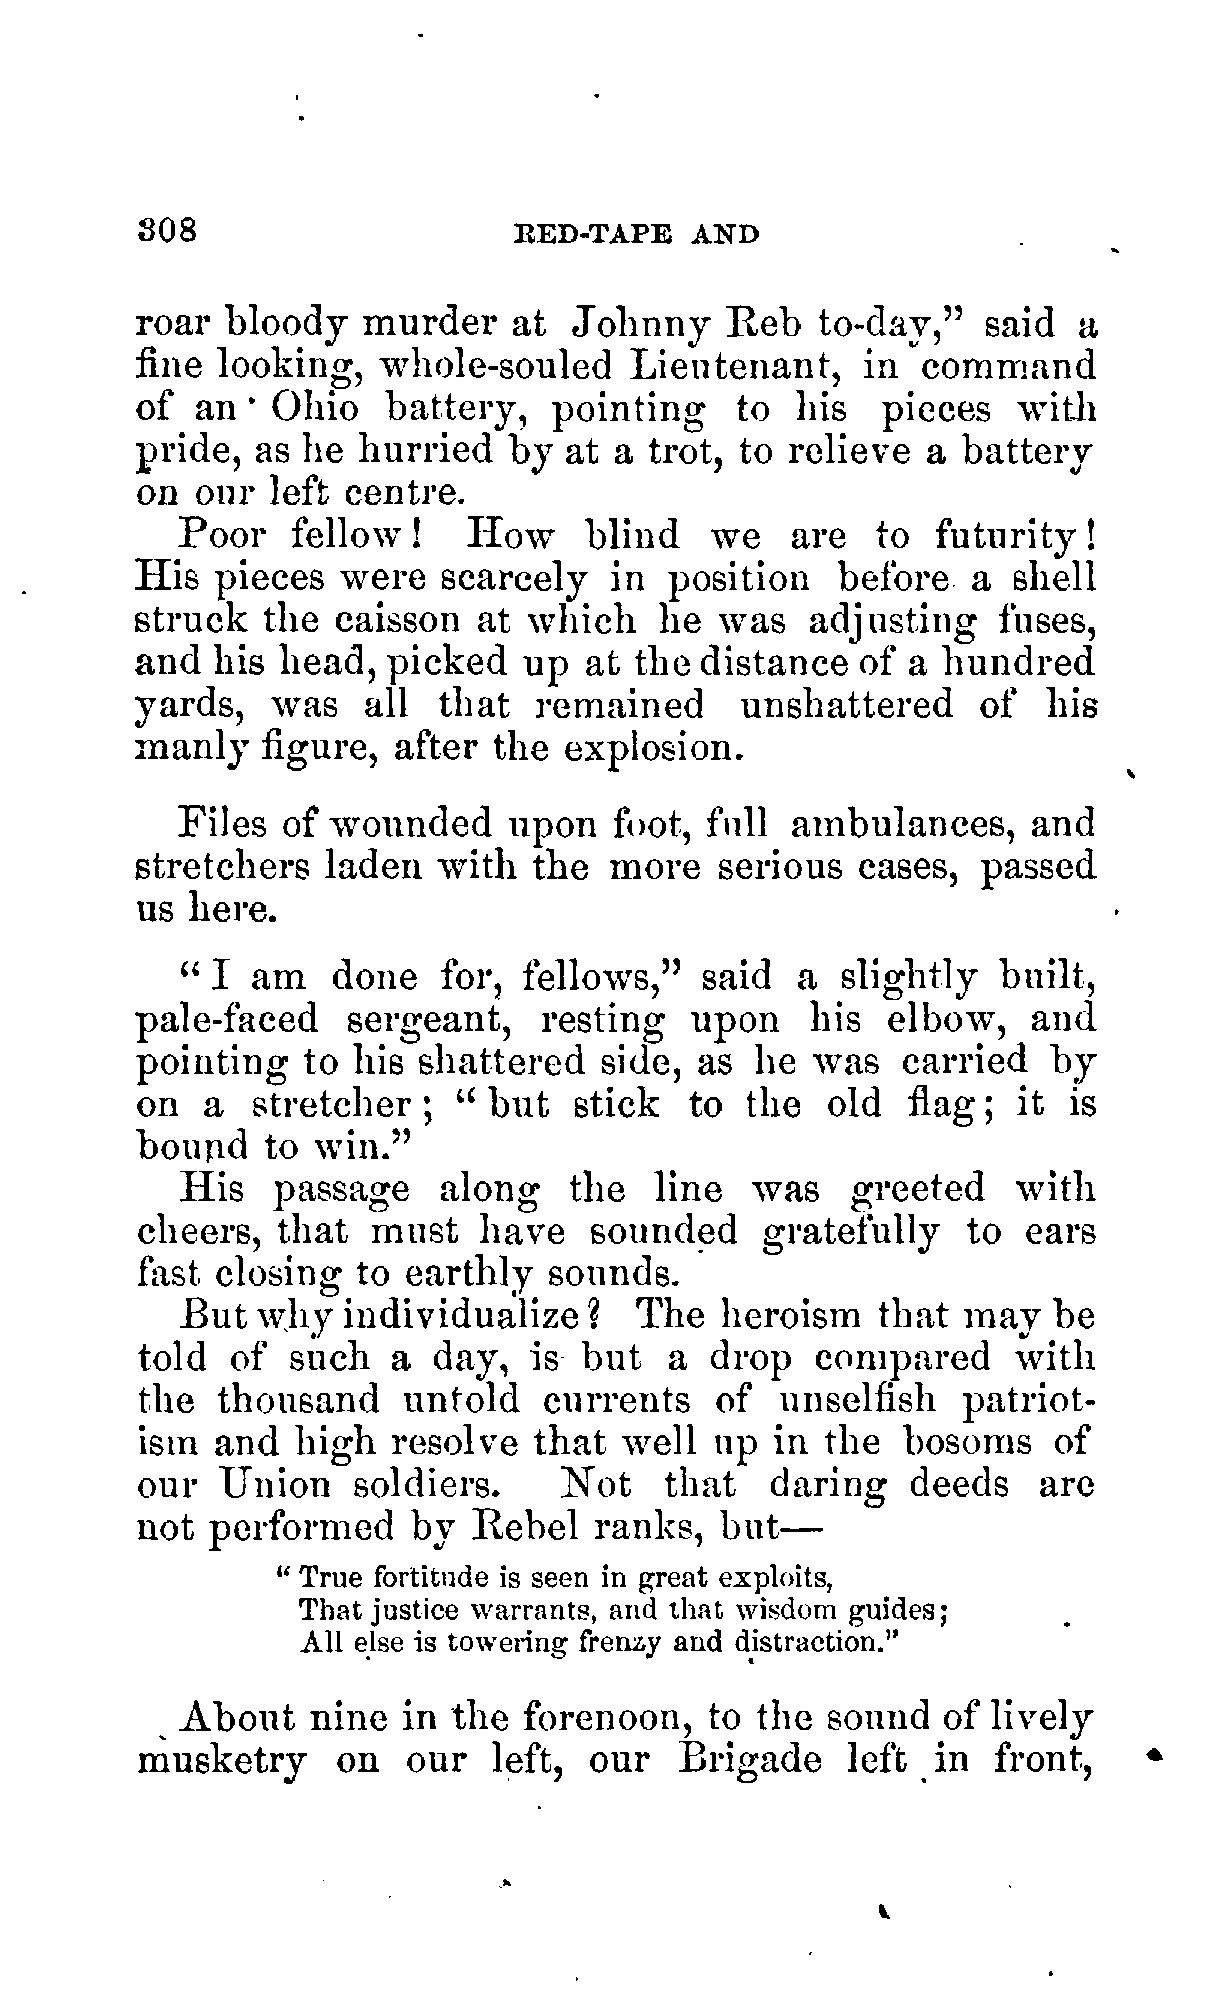 308 RED-TAPE AND
roar bloody murder at Johnny Reb to-day," said a
fine looking, whole-souled Lieutenant, in command
of an Ohio battery, pointing to his pieces with
pride, as he hurried by at a trot, to relieve a battery
on our left centre.
Poor fellow! How blind we are to futurity!
His pieces were scarcely in position before a shell
struck the caisson at which he was adjusting fuses,
and his head, picked up at the distance of a hundred
yards, was all that remained unshattered of his
manly figure, after the explosion.
Files of wounded upon foot, full ambulances, and
stretchers laden with the more serious cases, passed
us here.
"I am done for, fellows," said a slightly built,
pale-faced sergeant, resting upon his elbow, and
pointing to his shattered side, as he was carried by
on a stretcher; "but stick to the old flag; it is
bound to win."
His passage along the line was greeted with
cheers, that must have sounded gratefully to ears
fast closing to earthly sounds.
But why individualize? The heroism that may be
told of such a day, is but a drop compared with
the thousand untold currents of unselfish patriot-
ism and high resolve that well up in the bosoms of
our Union soldiers. Not that daring deeds are
not performed by Rebel ranks, but—
"True fortitude is seen in great exploits,
That justice warrants, and that wisdom guides;
All else is towering frenzy and distraction."
About nine in the forenoon, to the sound of lively
musketry on our left, our Brigade left in front,